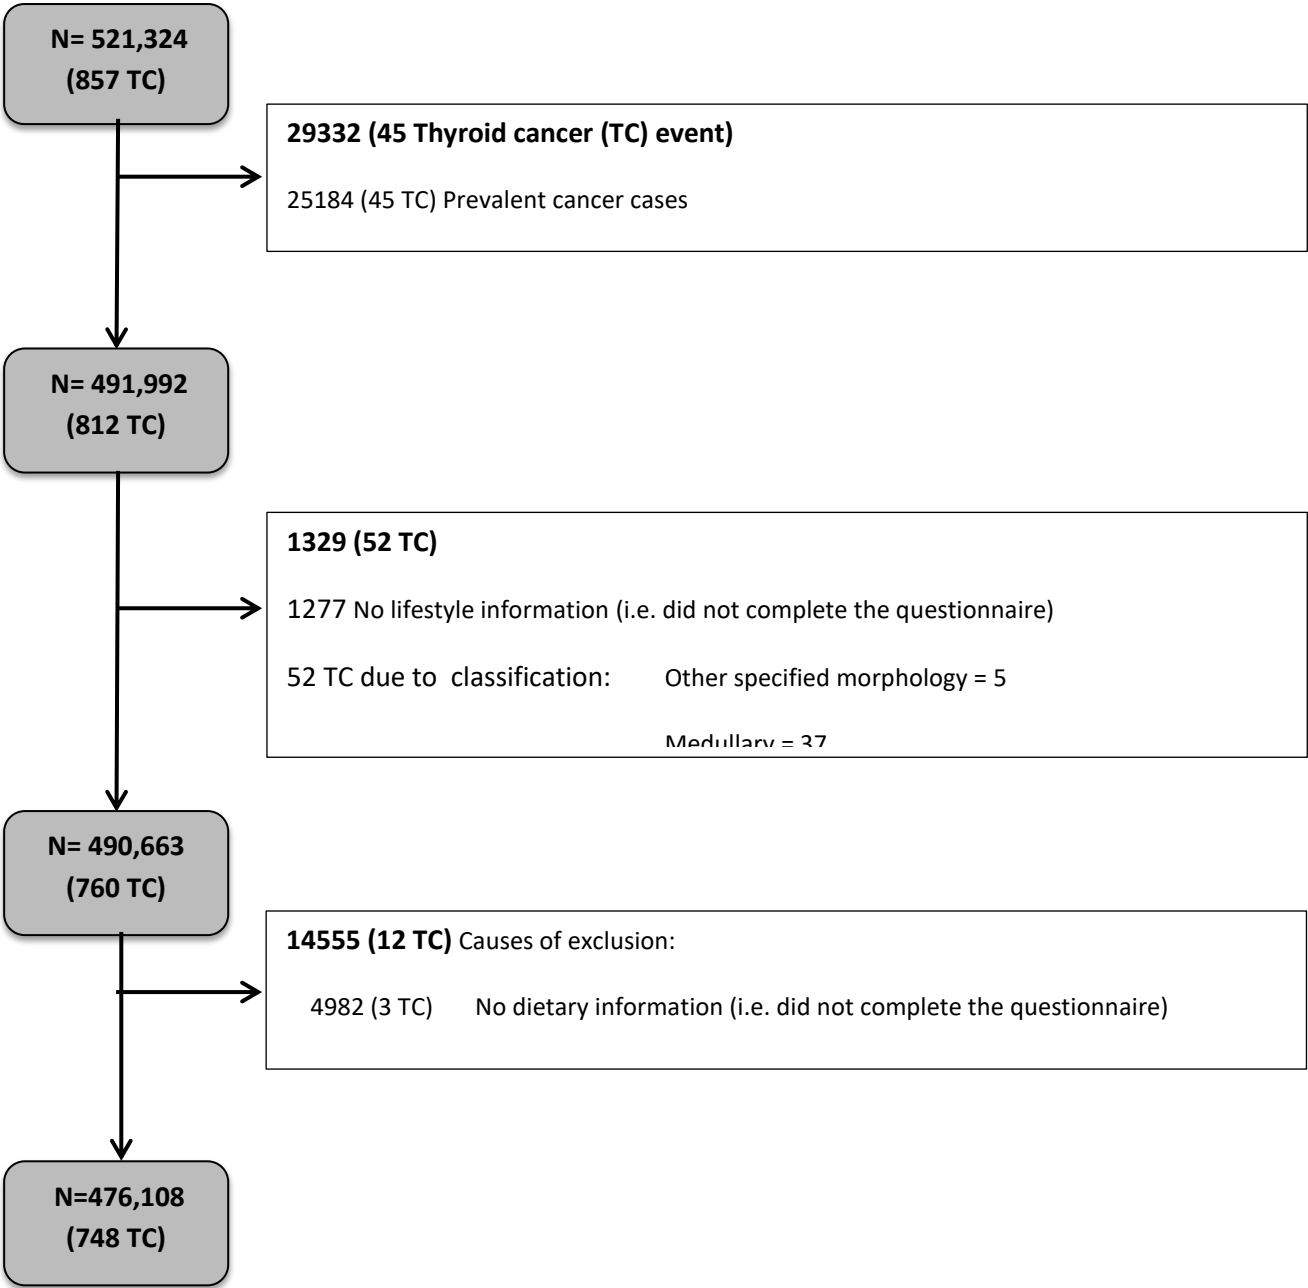 N= 521,324
(857 TC)
29332 (45 Thyroid cancer (TC) event)
25184 (45 TC) Prevalent cancer cases
N= 491,992
(812 TC)
1329 (52 TC)
1277 No lifestyle information (i.e. did not complete the questionnaire)
52 TC due to classification: Other specified morphology = 5
Medullary = 37
N= 490,663
(760 TC)
14555 (12 TC) Causes of exclusion:
4982 (3 TC) No dietary information (i.e. did not complete the questionnaire)
N=476,108
(748 TC)